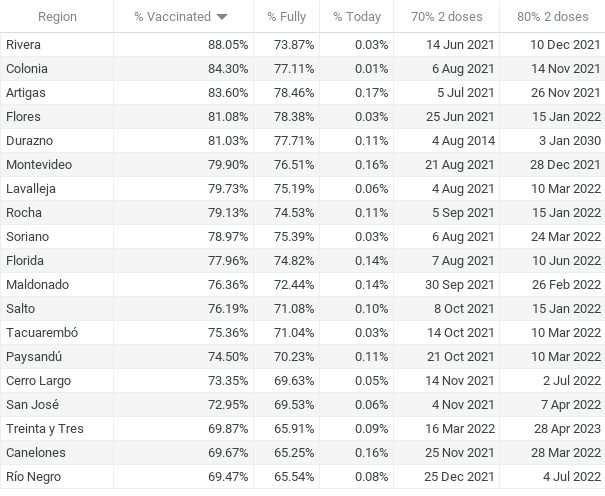 Region % Vaccinated % Fully % Today 70% 2 doses 80% 2 doses
Rivera 88.05% 73.87% 0.03% 14 Jun 2021 10 Dec 2021
Colonia 84.30% 77.11% 0.01% 6 Aug 2021 14 Nov 2021
Artigas 83.60% 78.46% 0.17% 5 Jul 2021 26 Nov 2021
Flores 81.08% 78.38% 0.03% 25 Jun 2021 15 Jan 2022
Durazno 81.03% 77.71% 0.11% 4 Aug 2014 3 Jan 2030
Montevideo 79.90% 76.51% 0.16% 21 Aug 2021 28 Dec 2021
Lavalleja 79.73% 75.19% 0.06% 4 Aug 2021 10 Mar 2022
Rocha 79.13% 74.53% 0.11% 5 Sep 2021 15 Jan 2022
Soriano 78.97% 75.39% 0.03% 6 Aug 2021 24 Mar 2022
Florida 77.96% 74.82% 0.14% 7 Aug 2021 10 Jun 2022
Maldonado 76.36% 72.44% 0.14% 30 Sep 2021 26 Feb 2022
Salto 76.19% 71.08% 0.10% 8 Oct 2021 15 Jan 2022
Tacuarembó 75.36% 71.04% 0.03% 14 Oct 2021 10 Mar 2022
Paysandú 74.50% 70.23% 0.11% 21 Oct 2021 10 Mar 2022
Cerro Largo 73.35% 69.63% 0.05% 14 Nov 2021 2 Jul 2022
San José 72.95% 69.53% 0.06% 4 Nov 2021 7 Apr 2022
Treinta y Tres 69.87% 65.91% 0.09% 16 Mar 2022 28 Apr 2023
Canelones 69.67% 65.25% 0.16% 25 Nov 2021 28 Mar 2022
Río Negro 69.47% 65.54% 0.08% 25 Dec 2021 4 Jul 2022